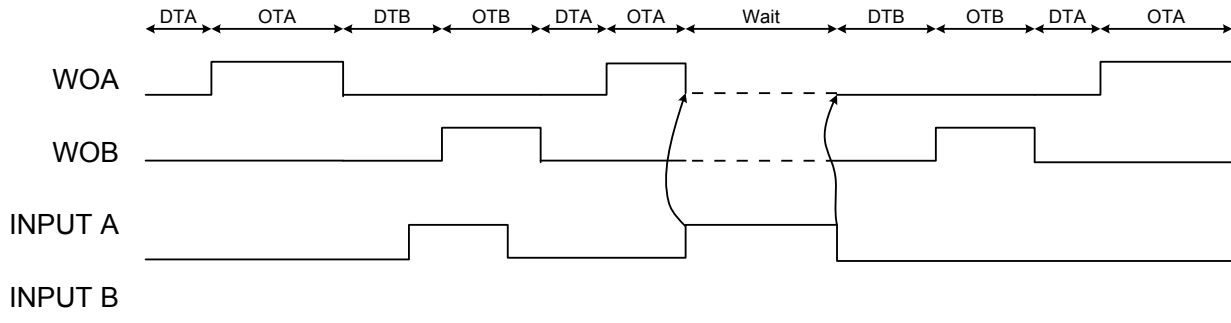 DTA OTA DTB OTB DTA OTA Wait DTB OTB DTA OTA
WOA
WOB
INPUT A
INPUT B